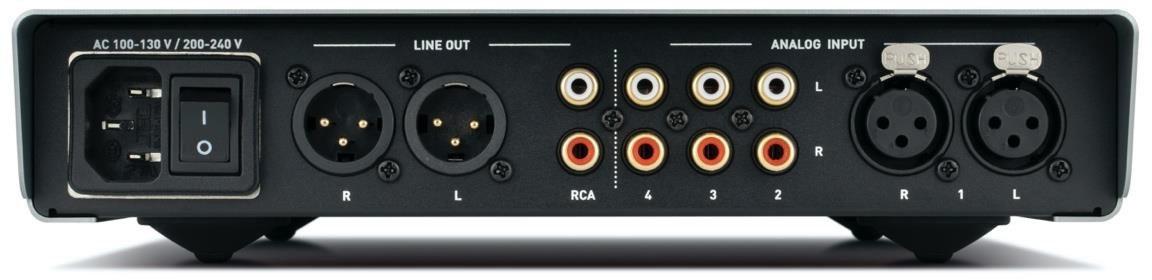 AC 100-130 V / 200-240 V
LINE OUT
ANALOG INPUT
PUSH
PUSH
I
O
L
R
R
L
RCA
4
3
2
R
1
L